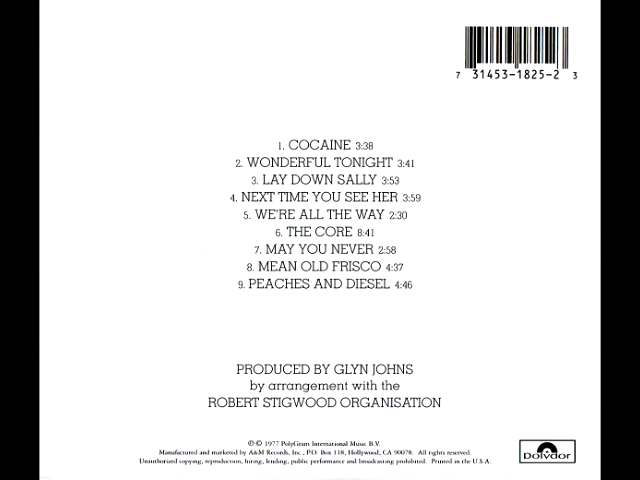 7 31453-1825-2 3
1. COCAINE 3:38
2. WONDERFUL TONIGHT 3:41
3. LAY DOWN SALLY 3:53
4. NEXT TIME YOU SEE HER 3:59
5. WE'RE ALL THE WAY 2:30
6. THE CORE 8:41
7. MAY YOU NEVER 2:58
8. MEAN OLD FRISCO 4:37
9. PEACHES AND DIESEL 4:46
PRODUCED BY GLYN JOHNS
by arrangement with the
ROBERT STIGWOOD ORGANISATION
℗ © 1977 PolyGram International Music B.V.
Manufactured and marketed by A&M Records, Inc., P.O. Box 118, Hollywood, CA 90078. All rights reserved.
Unauthorized copying, reproduction, hiring, lending, public performance and broadcasting prohibited. Printed in the U.S.A.
Polydor